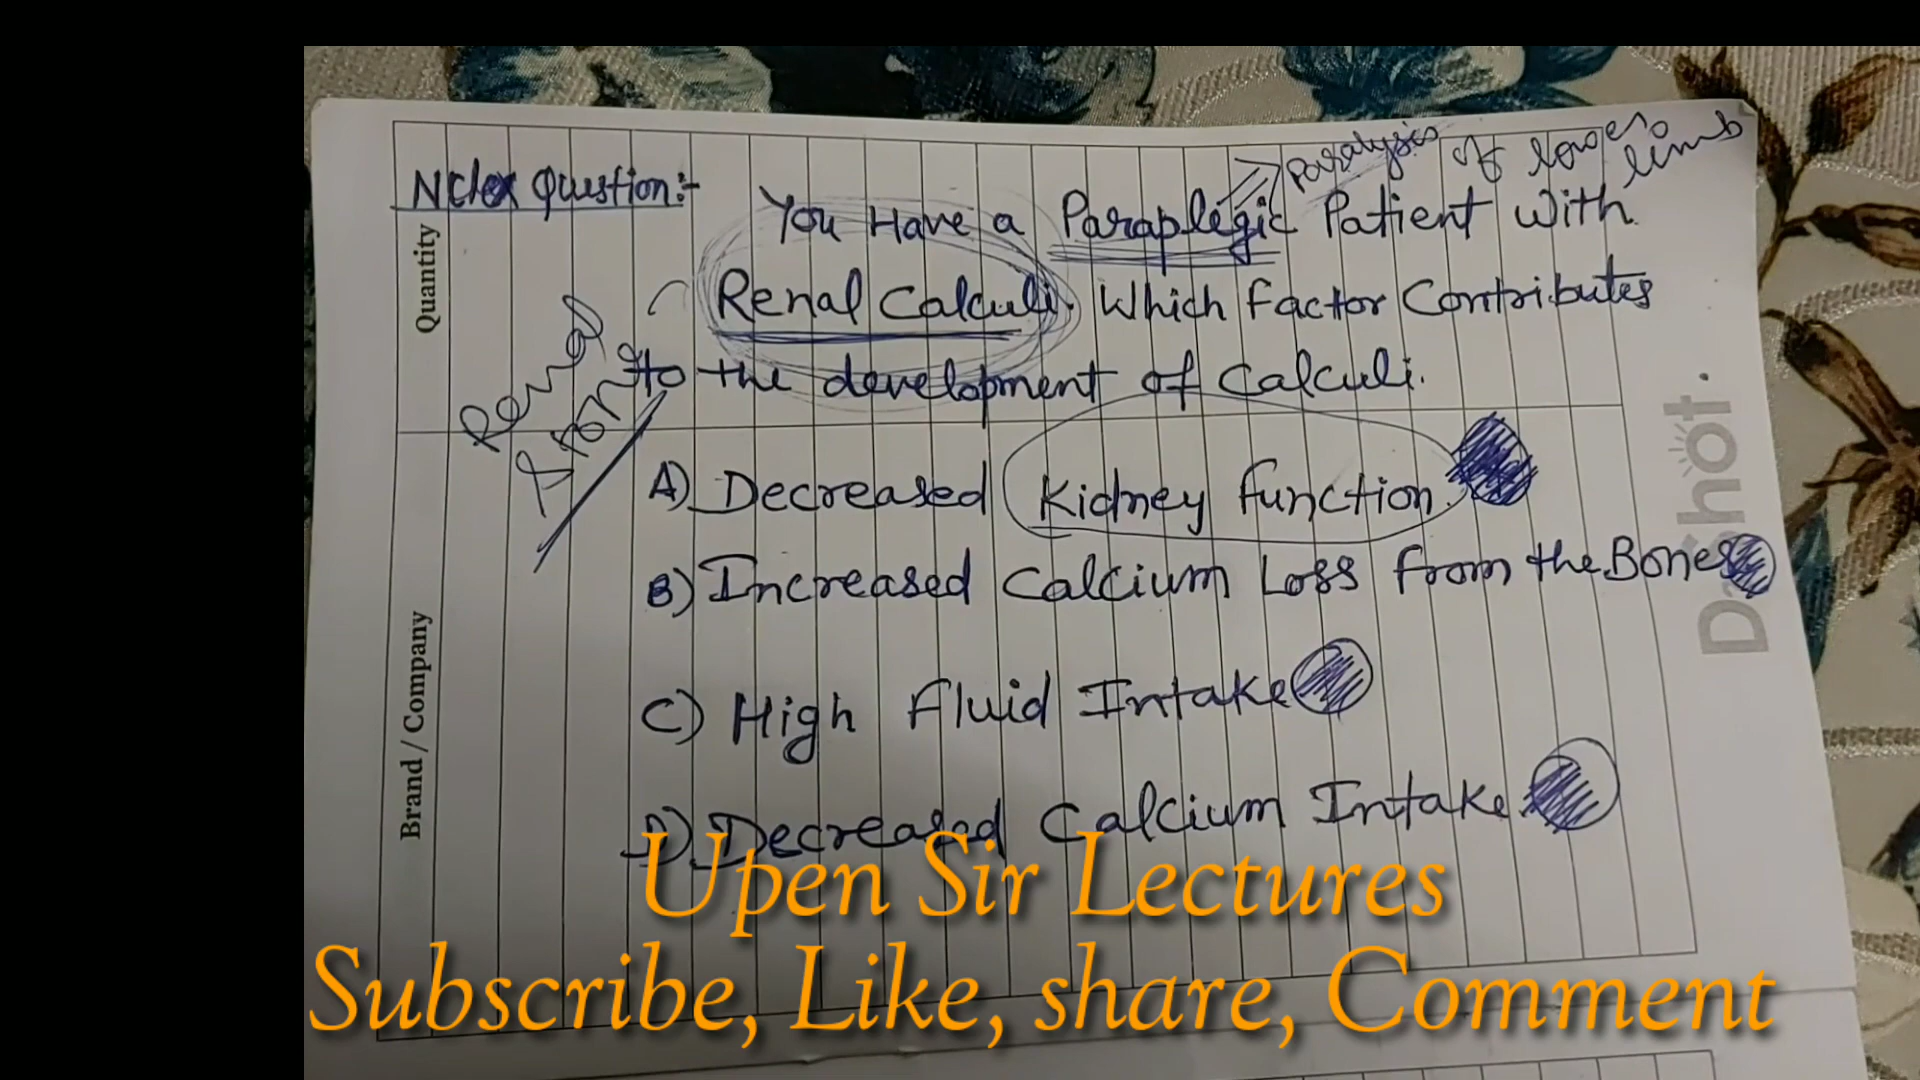 Nclex Question:-
paralysis of lower
limb
You Have a Paraplegic Patient With
Renal Calculi. Which Factor Contributes
to the development of Calculi.
Renal
Quantity
A) Decreased Kidney Function.
B) Increased Calcium Loss from the Bones
C) High Fluid Intake
D) Decreased Calcium Intake
Brand / Company
Upen Sir Lectures
Subscribe, Like, share, Comment